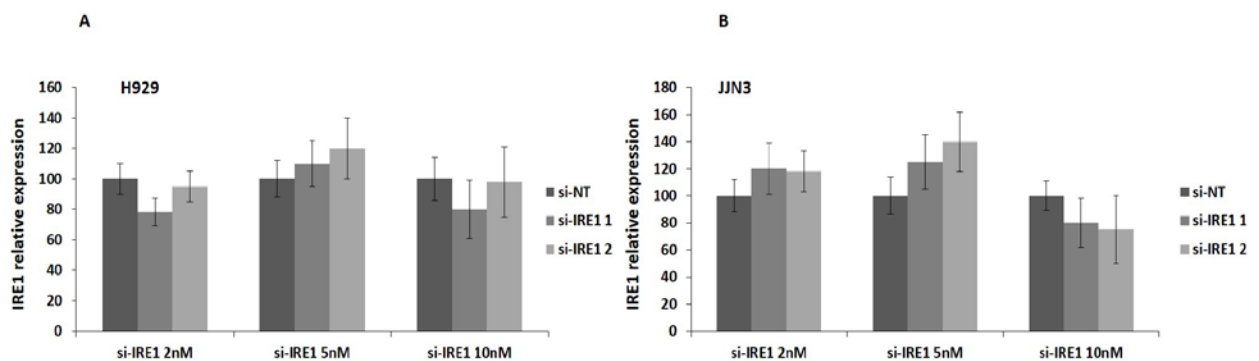 A
H929
IRE1 relative expression
160
140
120
100
80
60
40
20
0
si-IRE1 2nM
si-IRE1 5nM
si-IRE1 10nM
si-NT
si-IRE1 1
si-IRE1 2
B
JJN3
IRE1 relative expression
180
160
140
120
100
80
60
40
20
0
si-IRE1 2nM
si-IRE1 5nM
si-IRE1 10nM
si-NT
si-IRE1 1
si-IRE1 2